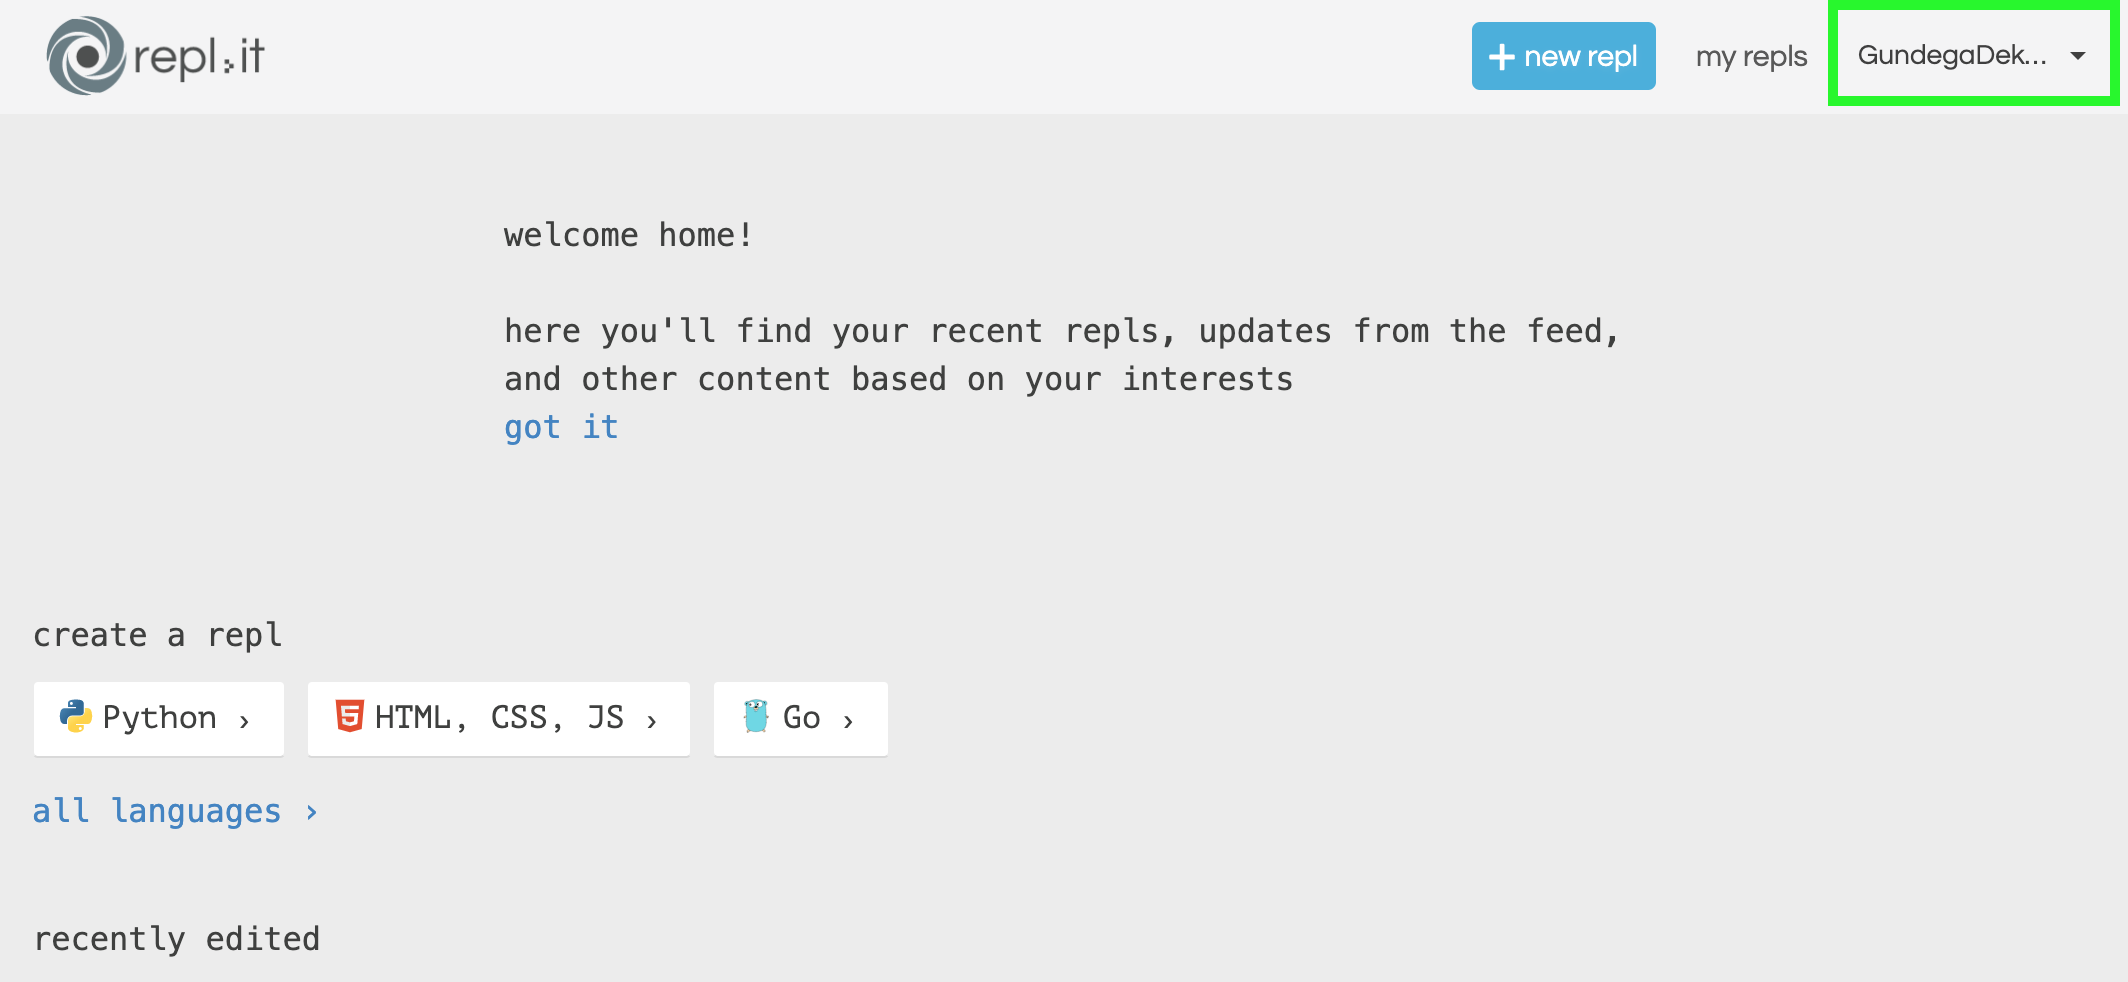 repl.it
new repl
my repls
GundegaDek...
welcome home!
here you'll find your recent repls, updates from the feed,
and other content based on your interests
got it
create a repl
Python ›
HTML, CSS, JS ›
Go ›
all languages ›
recently edited